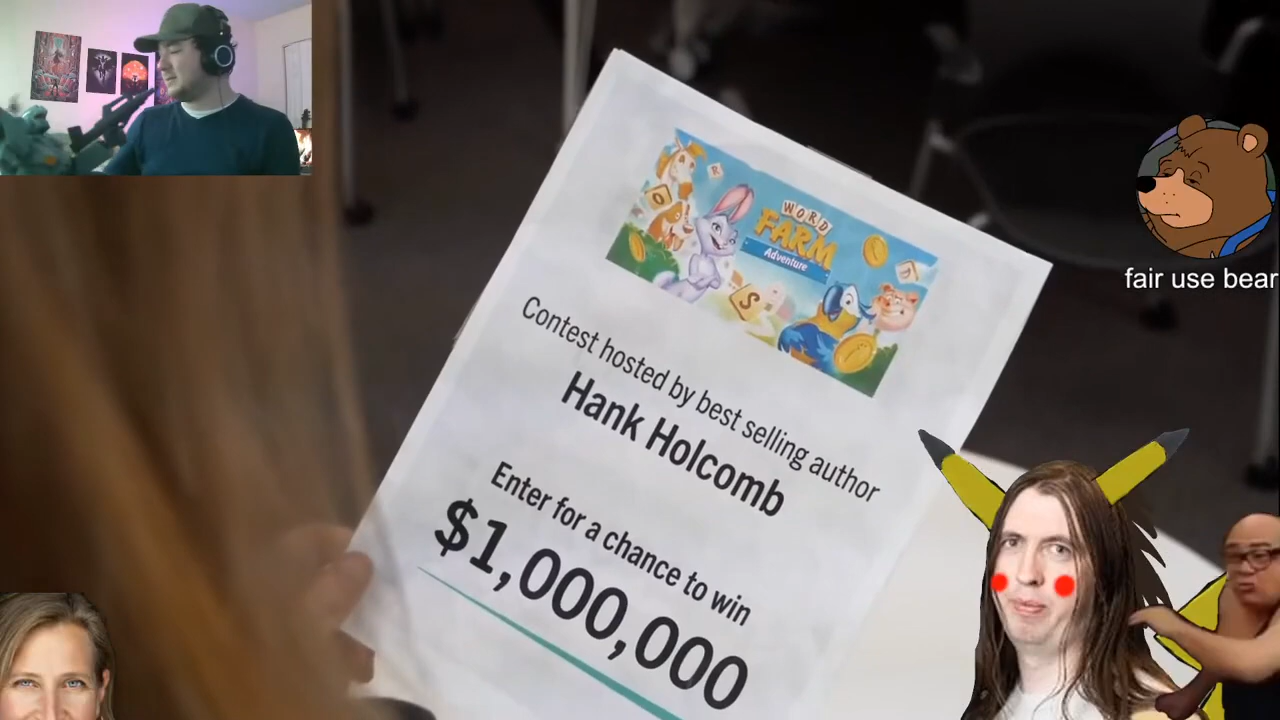 WORD
FARM
Adventure
R
O
S
D
Contest hosted by best selling author
Hank Holcomb
Enter for a chance to win
$1,000,000
fair use bear